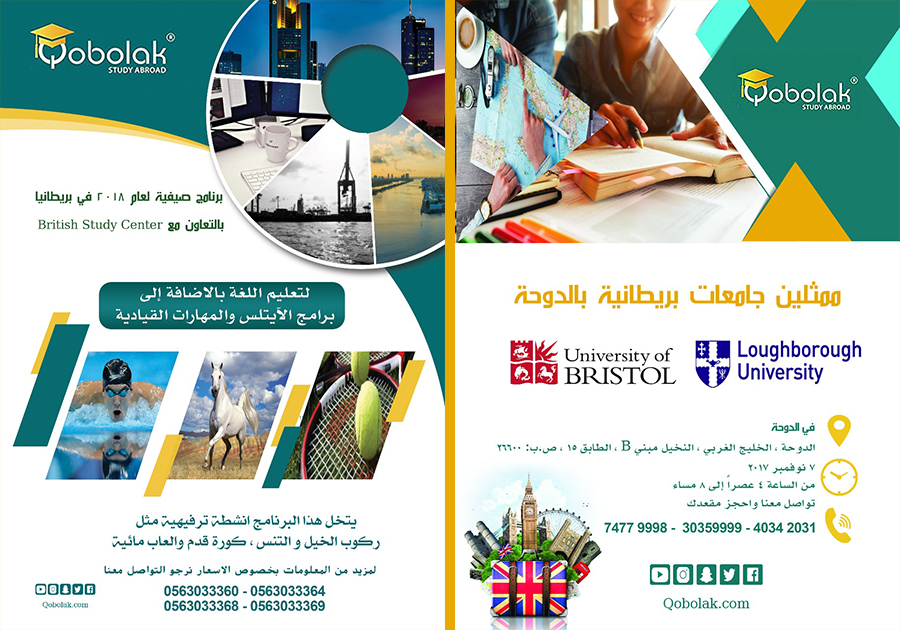 Qobolak®
STUDY ABROAD
برنامج صيفية لعام ٢٠١٨ في بريطانيا
بالتعاون مع British Study Center
لتعليم اللغة بالاضافة إلى
برامج الآيتلس والمهارات القيادية
يتخل هذا البرنامج انشطة ترفيهية مثل
ركوب الخيل و التنس ، كورة قدم والعاب مائية
لمزيد من المعلومات بخصوص الاسعار نرجو التواصل معنا
0563033360 - 0563033364
0563033368 - 0563033369
Qobolak.com
Qobolak®
STUDY ABROAD
ممثلين جامعات بريطانية بالدوحة
University of
BRISTOL
Loughborough
University
في الدوحة
الدوحة ، الخليج الغربي ، النخيل مبني B ، الطابق ١٥ ، ص.ب: ٢٦٦٠٠
٧ نوفمبر ٢٠١٧
من الساعة ٤ عصراً إلى ٨ مساء
تواصل معنا واحجز مقعدك
7477 9998 - 30359999 - 4034 2031
Qobolak.com